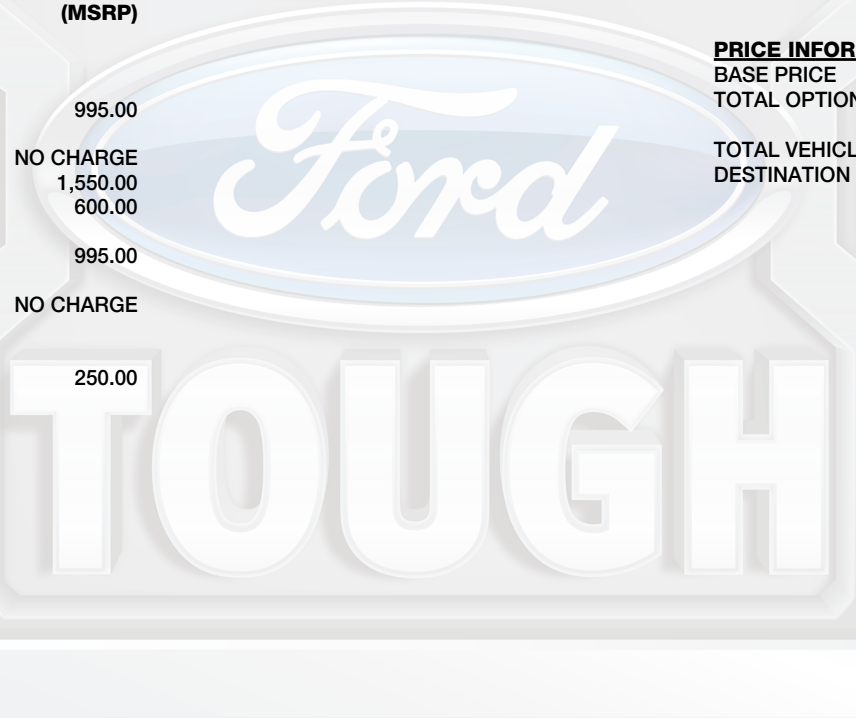 (MSRP)
995.00
NO CHARGE
1,550.00
600.00
995.00
NO CHARGE
250.00
PRICE INFOR
BASE PRICE
TOTAL OPTION
TOTAL VEHICL
DESTINATION
Ford
TOUGH